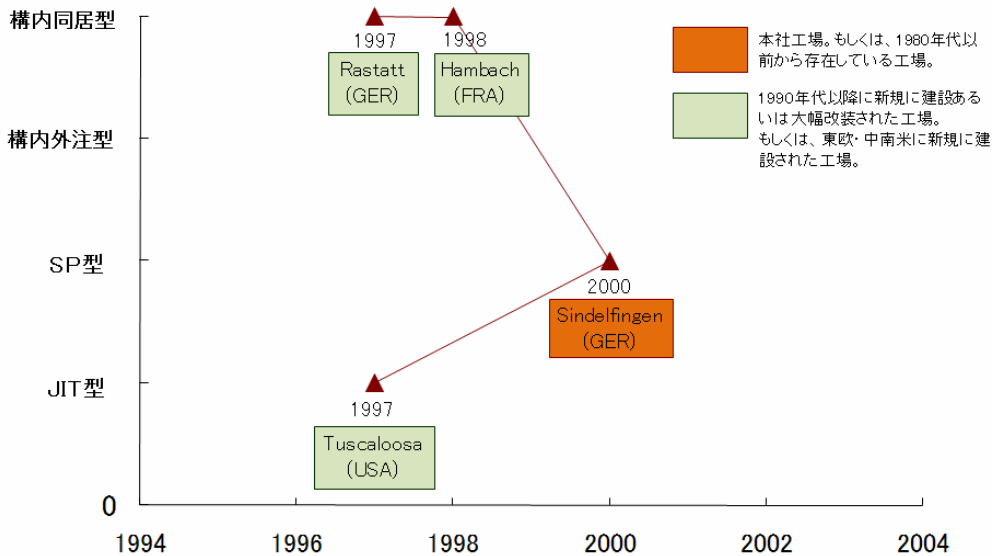 構内同居型
構内外注型
SP型
JIT型
0
1994
1996
1998
2000
2002
2004
1997
Rastatt
(GER)
1998
Hambach
(FRA)
2000
Sindelfingen
(GER)
1997
Tuscaloosa
(USA)
本社工場。もしくは、1980年代以
前から存在している工場。
1990年代以降に新規に建設ある
いは大幅改装された工場。
もしくは、東欧・中南米に新規に建
設された工場。